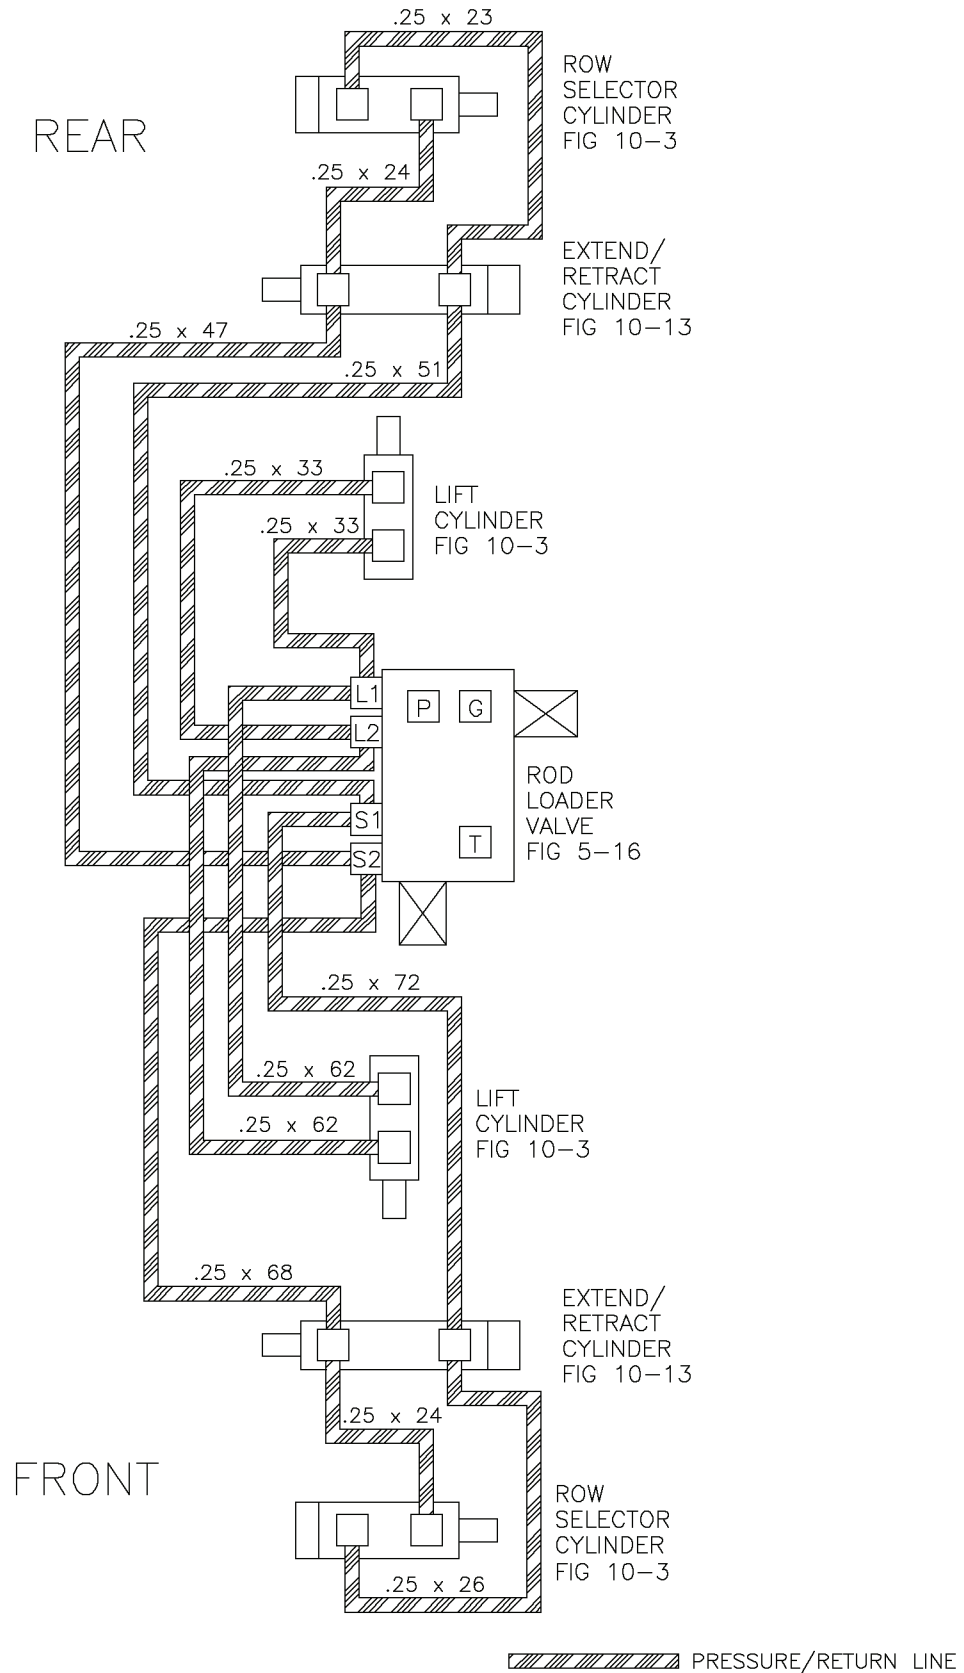 .25 x 23
ROW
SELECTOR
CYLINDER
FIG 10-3
REAR
.25 x 24
EXTEND/
RETRACT
CYLINDER
FIG 10-13
.25 x 47
.25 x 51
.25 x 33
LIFT
CYLINDER
FIG 10-3
.25 x 33
L1
P
G
L2
ROD
LOADER
VALVE
FIG 5-16
S1
T
S2
.25 x 72
.25 x 62
LIFT
CYLINDER
FIG 10-3
.25 x 62
.25 x 68
EXTEND/
RETRACT
CYLINDER
FIG 10-13
.25 x 24
FRONT
ROW
SELECTOR
CYLINDER
FIG 10-3
.25 x 26
PRESSURE/RETURN LINE